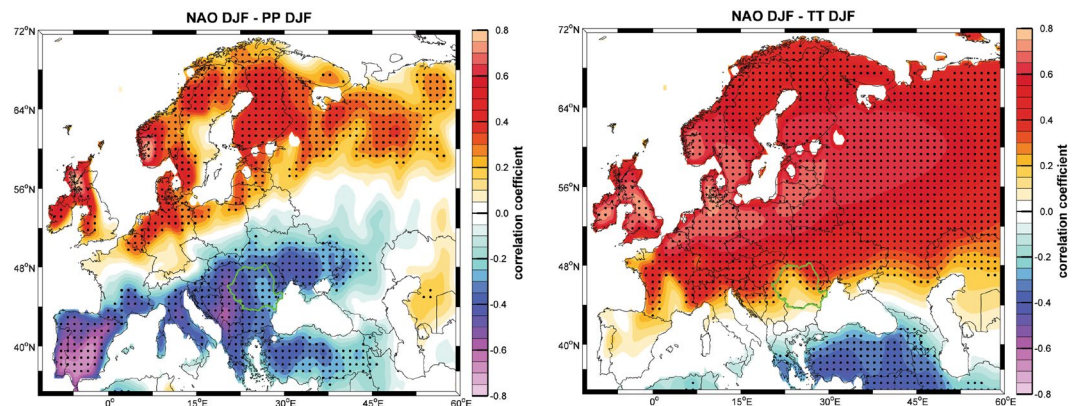 NAO DJF - PP DJF
72°N
64°N
56°N
48°N
40°N
0°
15°E
30°E
45°E
60°E
0.8
0.6
0.4
0.2
0.0
-0.2
-0.4
-0.6
-0.8
correlation coefficient
NAO DJF - TT DJF
72°N
64°N
56°N
48°N
40°N
0°
15°E
30°E
45°E
60°E
0.8
0.6
0.4
0.2
0.0
-0.2
-0.4
-0.6
-0.8
correlation coefficient